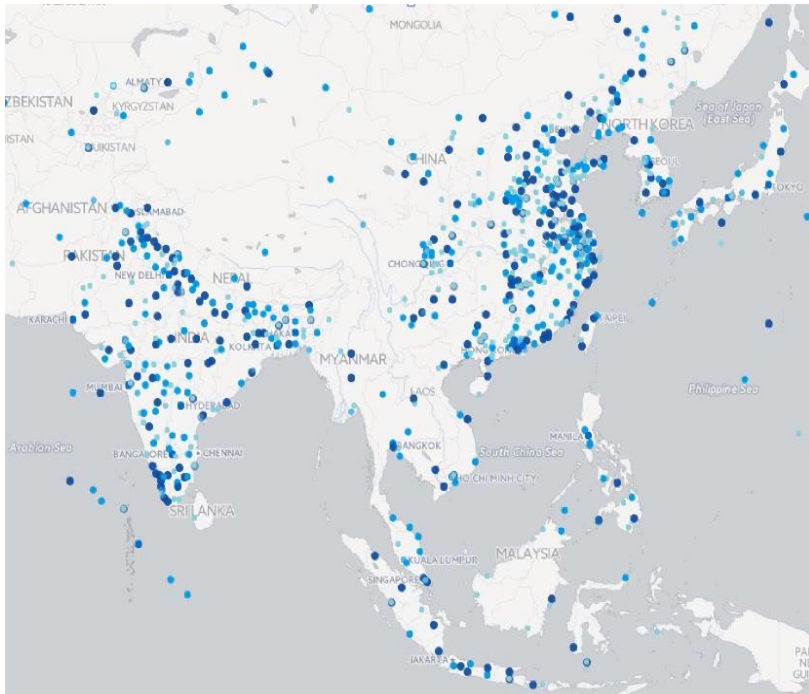 MONGOLIA
ALMATY
ZBEKISTAN
KYRGYZSTAN
Sea of Japan
(East Sea)
NORTH KOREA
SEOUL
CHINA
TOKYO
AFGHANISTAN
ISLAMABAD
PAKISTAN
NEW DELHI
NEPAL
CHONGQING
KARACHI
INDIA
KOLKATA
MYANMAR
LAOS
Philippine Sea
MUMBAI
HYDERABAD
Arabian Sea
BANGALORE
CHENNAI
BANGKOK
South China Sea
MANILA
HO CHI MINH CITY
SRI LANKA
KUALA LUMPUR
MALAYSIA
SINGAPORE
JAKARTA